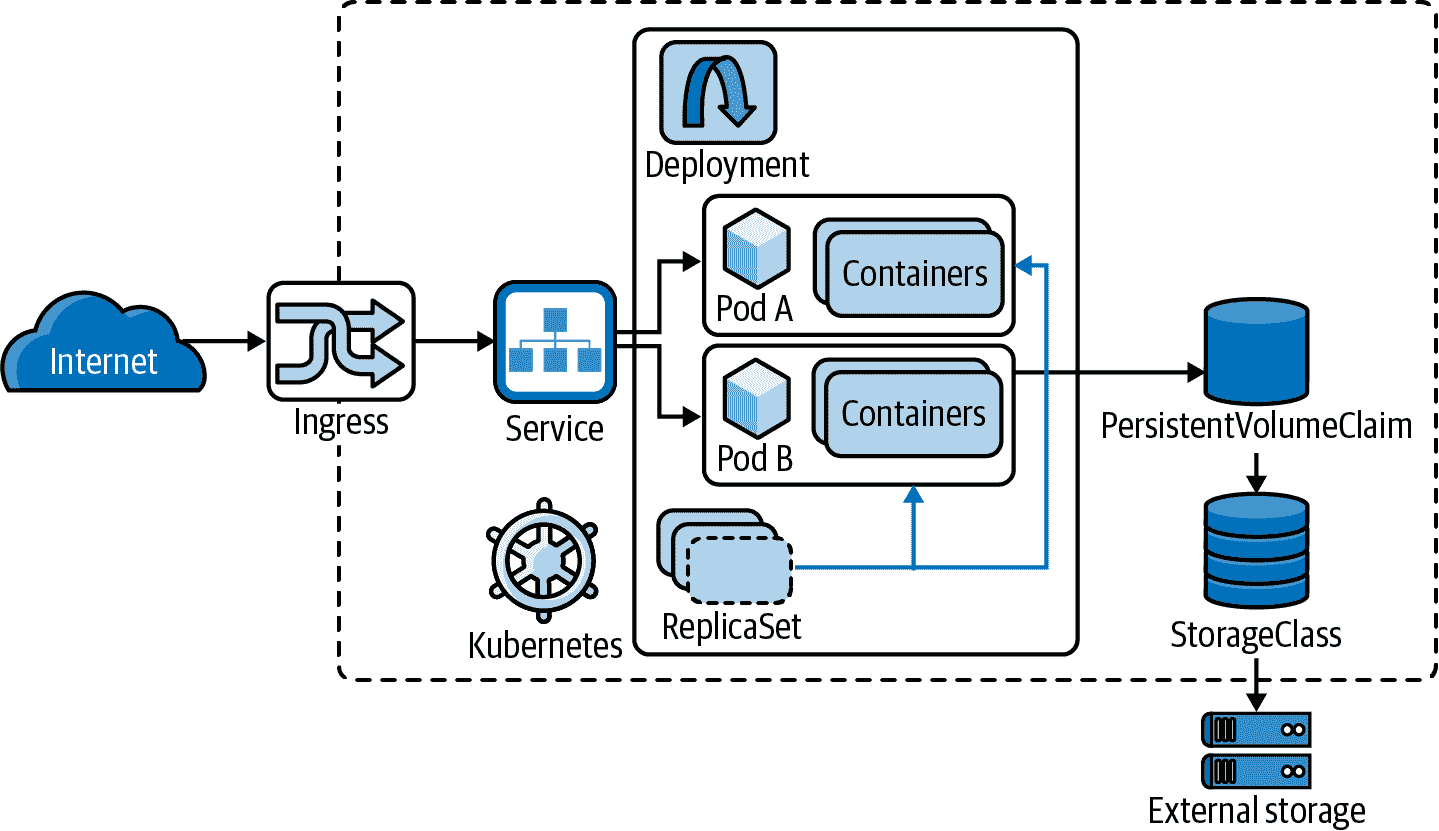 Deployment
Containers
Pod A
Internet
Ingress
Service
Containers
Pod B
PersistentVolumeClaim
Kubernetes
ReplicaSet
StorageClass
External storage